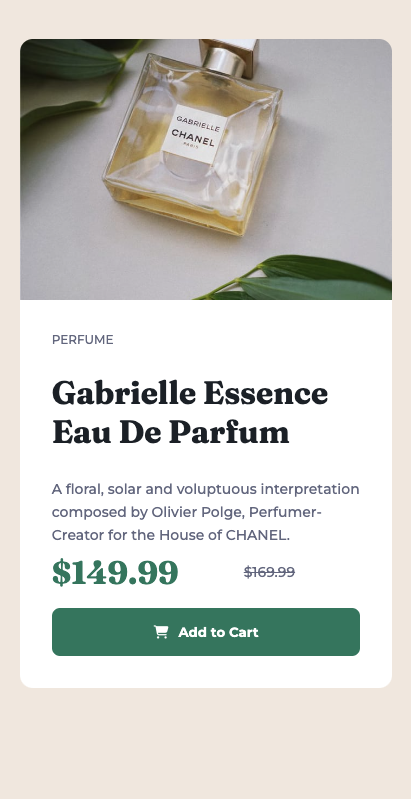 GABRIELLE
CHANEL
PARIS
PERFUME
Gabrielle Essence
Eau De Parfum
A floral, solar and voluptuous interpretation
composed by Olivier Polge, Perfumer-
Creator for the House of CHANEL.
$149.99 $169.99
Add to Cart